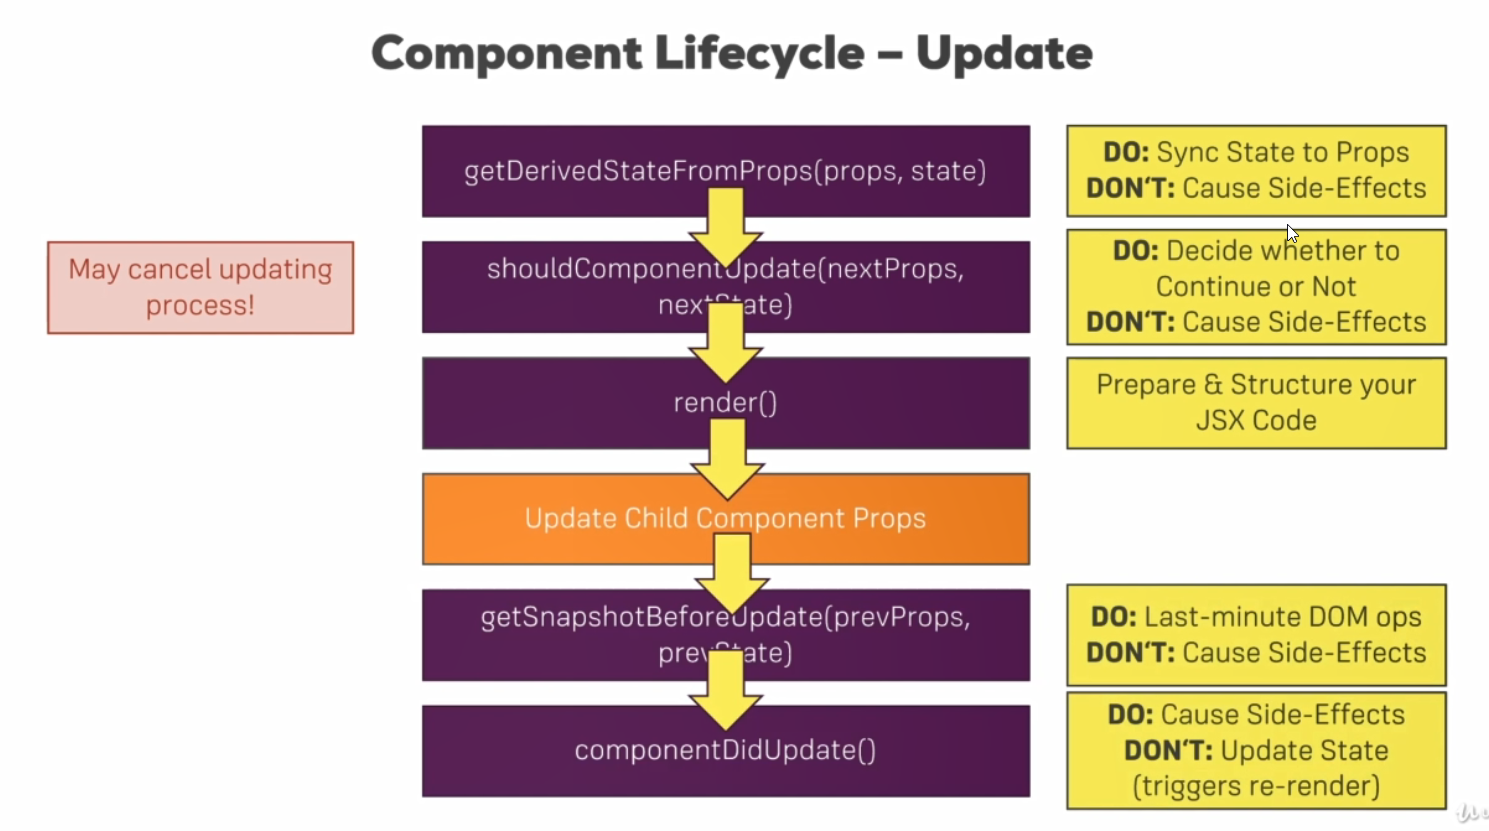 Component Lifecycle – Update
getDerivedStateFromProps(props, state)
DO: Sync State to Props
DON‘T: Cause Side-Effects
May cancel updating
process!
shouldComponentUpdate(nextProps,
nextState)
DO: Decide whether to
Continue or Not
DON‘T: Cause Side-Effects
render()
Prepare & Structure your
JSX Code
Update Child Component Props
getSnapshotBeforeUpdate(prevProps,
prevState)
DO: Last-minute DOM ops
DON‘T: Cause Side-Effects
componentDidUpdate()
DO: Cause Side-Effects
DON‘T: Update State
(triggers re-render)